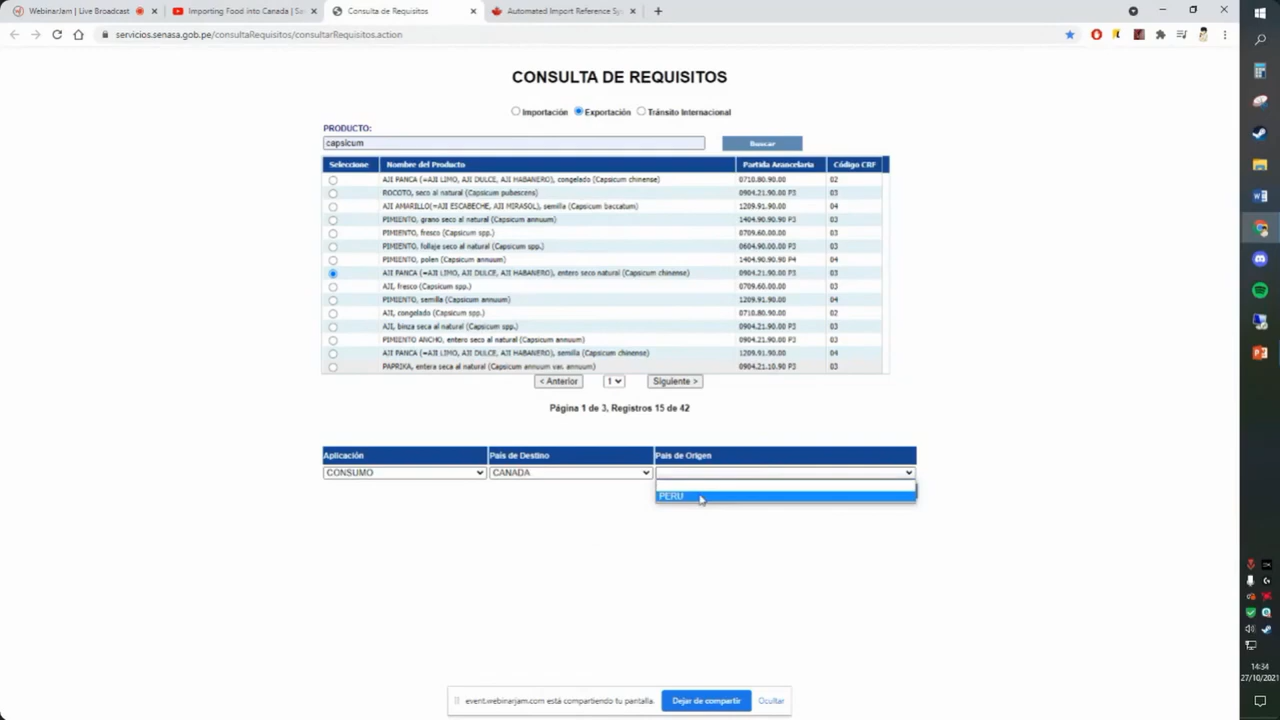 WebinarJam | Live Broadcast
Importing Food into Canada | Sa
Consulta de Requisitos
Automated Import Reference Sy
servicios.senasa.gob.pe/consultaRequisitos/consultarRequisitos.action
CONSULTA DE REQUISITOS
Importación Exportación Tránsito Internacional
PRODUCTO:
capsicum Buscar
Seleccione Nombre del Producto Partida Arancelaria Código CRF
AJI PANCA (=AJI LIMO, AJI DULCE, AJI HABANERO), congelado (Capsicum chinense) 0710.80.90.00 02
ROCOTO, seco al natural (Capsicum pubescens) 0904.21.90.00 P3 03
AJI AMARILLO(=AJI ESCABECHE, AJI MIRASOL), semilla (Capsicum baccatum) 1209.91.90.00 04
PIMIENTO, grano seco al natural (Capsicum annuum) 1404.90.90.90 P3 03
PIMIENTO, fresco (Capsicum spp.) 0709.60.00.00 03
PIMIENTO, follaje seco al natural (Capsicum spp.) 0604.90.00.00 P3 03
PIMIENTO, polen (Capsicum annuum) 1404.90.90.90 P4 04
AJI PANCA (=AJI LIMO, AJI DULCE, AJI HABANERO), entero seco natural (Capsicum chinense) 0904.21.90.00 P3 03
AJI, fresco (Capsicum spp.) 0709.60.00.00 03
PIMIENTO, semilla (Capsicum annuum) 1209.91.90.00 04
AJI, congelado (Capsicum spp.) 0710.80.90.00 02
AJI, binza seca al natural (Capsicum spp.) 0904.21.90.00 P3 03
PIMIENTO ANCHO, entero seco al natural (Capsicum annuum) 0904.21.90.00 P3 03
AJI PANCA (=AJI LIMO, AJI DULCE, AJI HABANERO), semilla (Capsicum chinense) 1209.91.90.00 04
PAPRIKA, entera seca al natural (Capsicum annuum var. annuum) 0904.21.10.90 P3 03
< Anterior 1 Siguiente >
Página 1 de 3, Registros 15 de 42
Aplicación País de Destino País de Origen
CONSUMO CANADA
PERU
event.webinarjam.com está compartiendo tu pantalla. Dejar de compartir Ocultar
14:34
27/10/2021